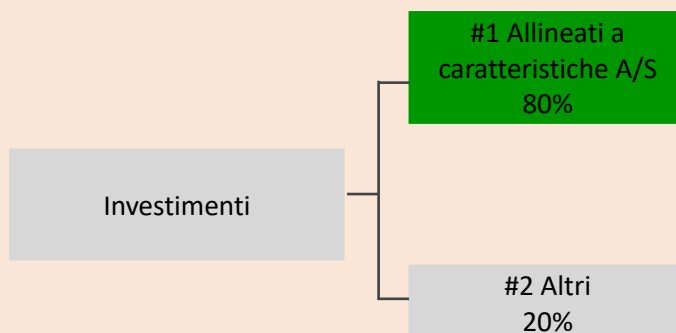 #1 Allineati a
caratteristiche A/S
80%
Investimenti
#2 Altri
20%